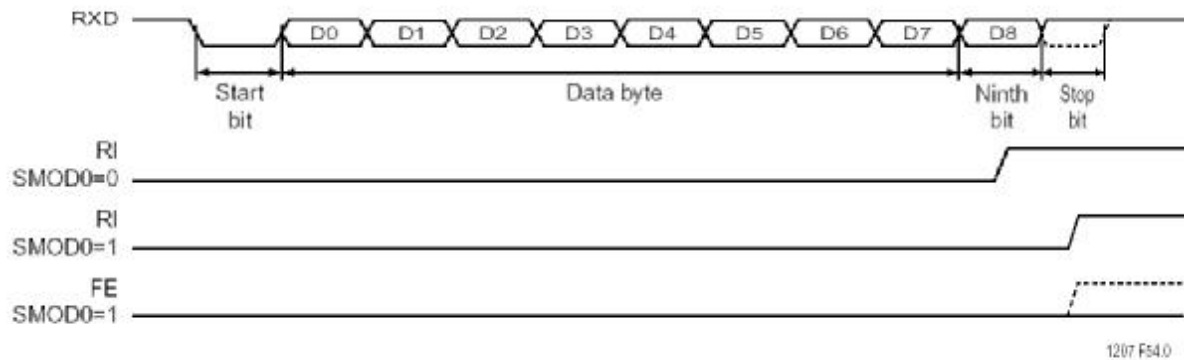 RXD D0 D1 D2 D3 D4 D5 D6 D7 D8
Start bit Data byte Ninth bit Stop bit
RI
SMOD0=0
RI
SMOD0=1
FE
SMOD0=1
1207 F54.0